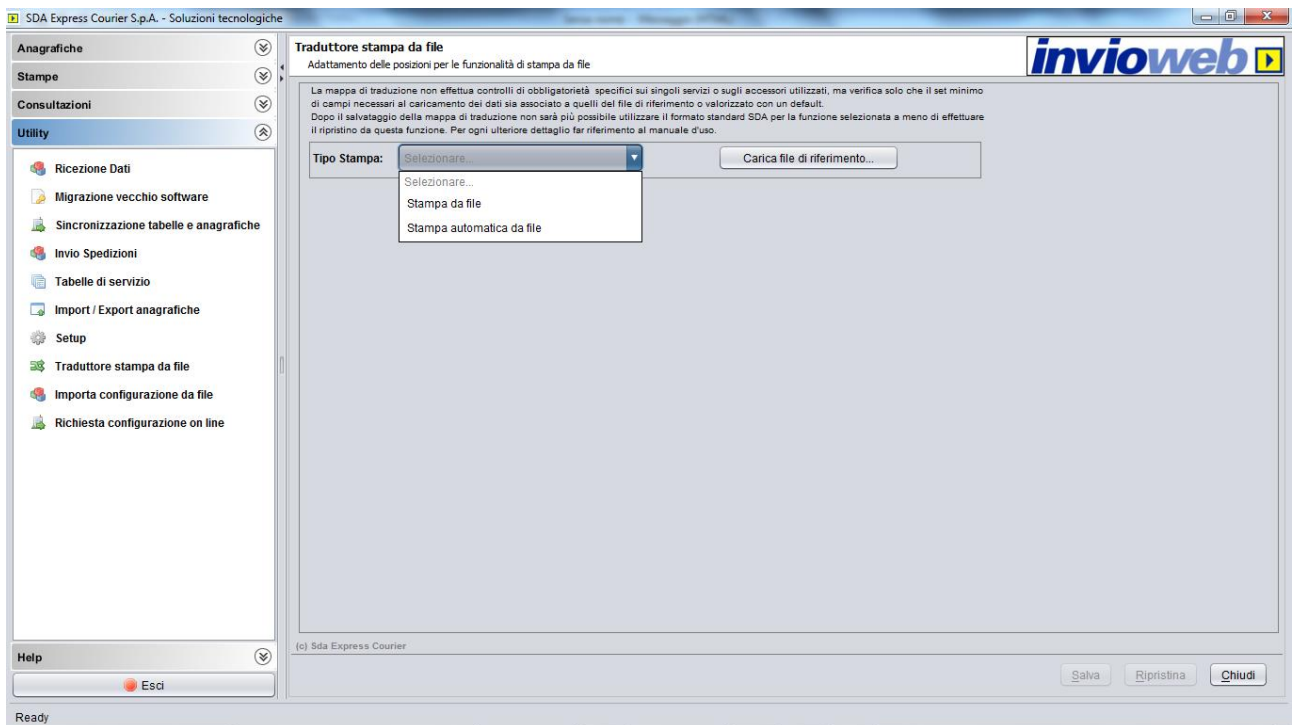 SDA Express Courier S.p.A. - Soluzioni tecnologiche
Anagrafiche
Stampe
Consultazioni
Utility
Ricezione Dati
Migrazione vecchio software
Sincronizzazione tabelle e anagrafiche
Invio Spedizioni
Tabelle di servizio
Import / Export anagrafiche
Setup
Traduttore stampa da file
Importa configurazione da file
Richiesta configurazione on line
Help
Esci
Ready
Traduttore stampa da file
Adattamento delle posizioni per le funzionalità di stampa da file
invioweb
La mappa di traduzione non effettua controlli di obbligatorietà specifici sui singoli servizi o sugli accessori utilizzati, ma verifica solo che il set minimo
di campi necessari al caricamento dei dati sia associato a quelli del file di riferimento o valorizzato con un default.
Dopo il salvataggio della mappa di traduzione non sarà più possibile utilizzare il formato standard SDA per la funzione selezionata a meno di effettuare
il ripristino da questa funzione. Per ogni ulteriore dettaglio far riferimento al manuale d'uso.
Tipo Stampa: Selezionare... Carica file di riferimento...
Selezionare...
Stampa da file
Stampa automatica da file
(c) Sda Express Courier
Salva Ripristina Chiudi